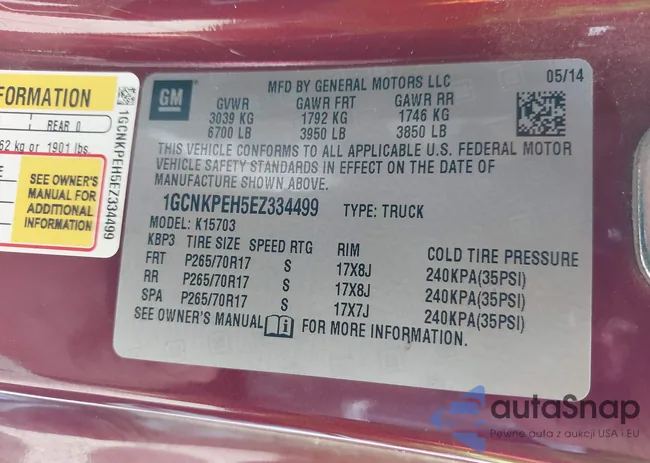 FORMATION
REAR 0
62 kg or 1901 lbs.
SEE OWNER'S
MANUAL FOR
ADDITIONAL
INFORMATION
1GCNKPEH5EZ334499
GM
MFD BY GENERAL MOTORS LLC
05/14
GVWR GAWR FRT GAWR RR
3039 KG 1792 KG 1746 KG
6700 LB 3950 LB 3850 LB
THIS VEHICLE CONFORMS TO ALL APPLICABLE U.S. FEDERAL MOTOR
VEHICLE SAFETY STANDARDS IN EFFECT ON THE DATE OF
MANUFACTURE SHOWN ABOVE.
1GCNKPEH5EZ334499 TYPE: TRUCK
MODEL: K15703
KBP3 TIRE SIZE SPEED RTG RIM COLD TIRE PRESSURE
FRT P265/70R17 S 17X8J 240KPA(35PSI)
RR P265/70R17 S 17X8J 240KPA(35PSI)
SPA P265/70R17 S 17X7J 240KPA(35PSI)
SEE OWNER'S MANUAL i FOR MORE INFORMATION.
autoSnap
Pewne auta z aukcji USA i EU